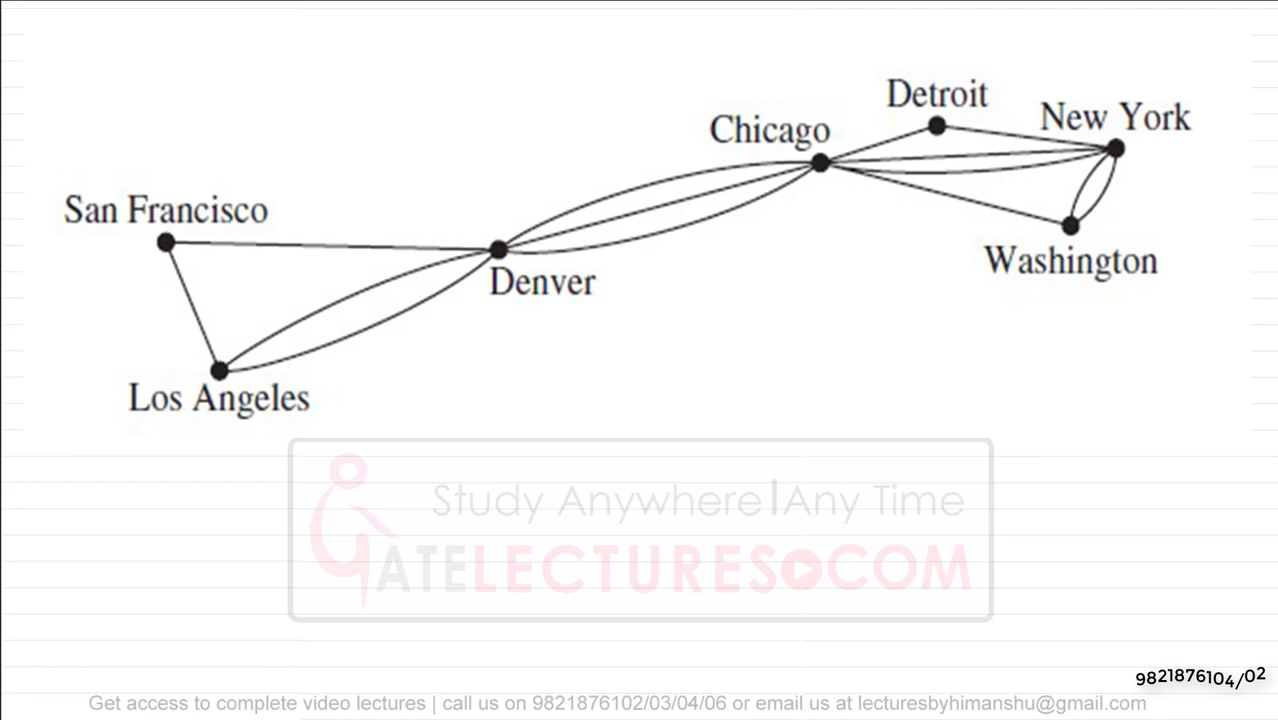 Detroit
Chicago
New York
San Francisco
Denver
Washington
Los Angeles
Study Anywhere|Any Time
GATELECTURES.COM
9821876104/02
Get access to complete video lectures | call us on 9821876102/03/04/06 or email us at lecturesbyhimanshu@gmail.com